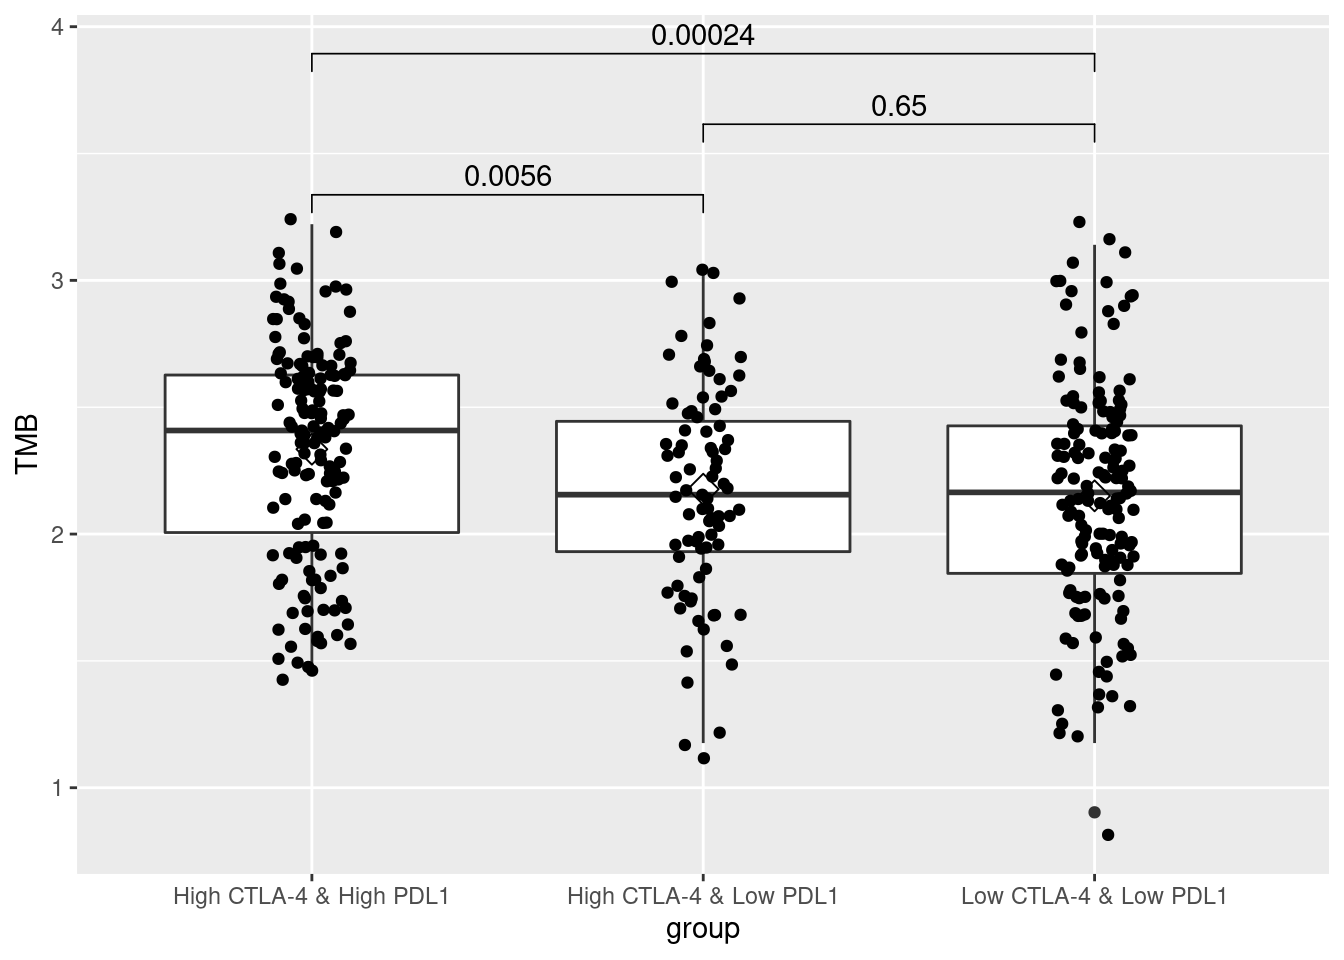 4
0.00024
0.65
0.0056
3
TMB
2
1
High CTLA-4 & High PDL1
High CTLA-4 & Low PDL1
Low CTLA-4 & Low PDL1
group